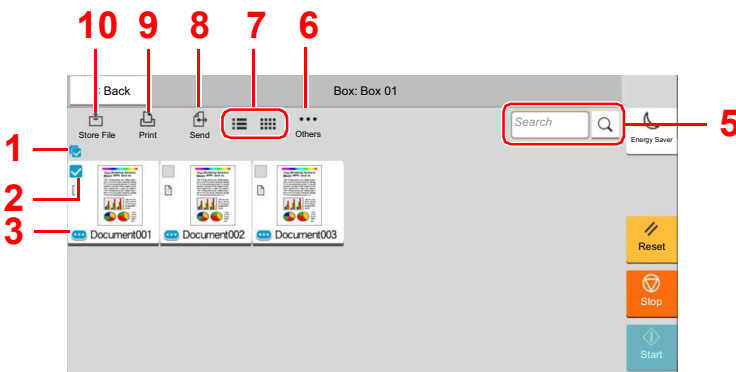 10 9 8 7 6
< Back
Box: Box 01
Store File
Print
Send
Others
Search
5
Energy Saver
1
2
3
Document001
Document002
Document003
Reset
Stop
Start